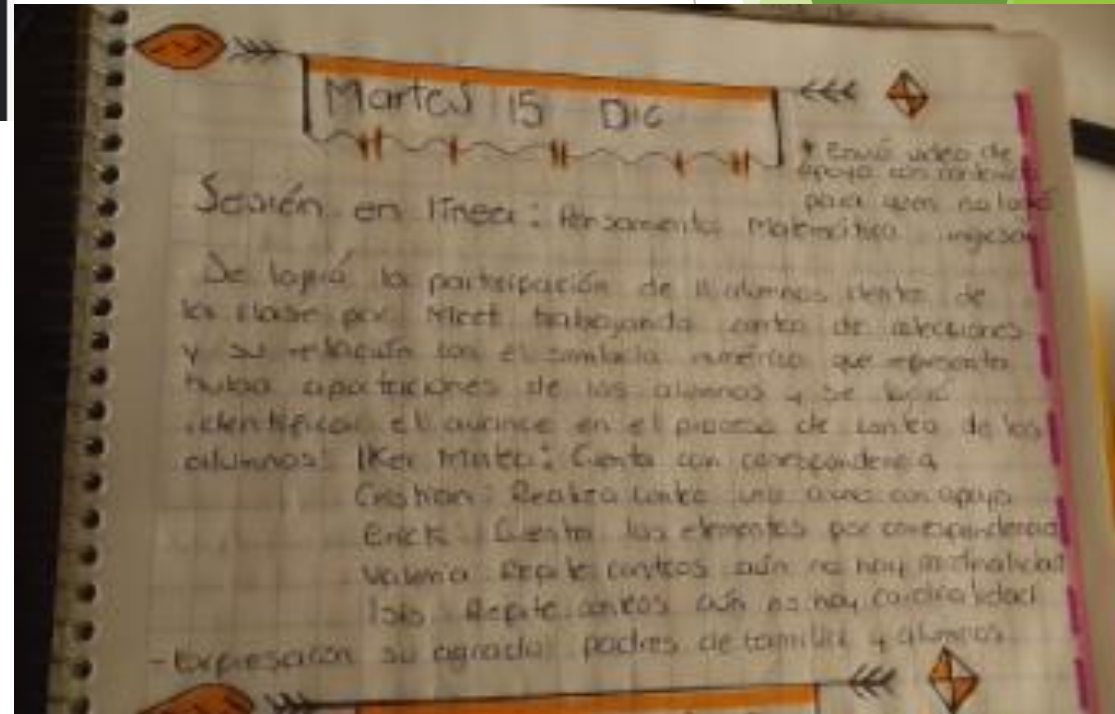 Martes 15 Dic
* Envió video de
apoyo con
para quien no logró
ingresar
Sesión en línea: Pensamiento Matemático
Se logró la participación de 11 alumnos dentro de
la clase por Meet trabajando conteo de colecciones
y su relación con el simbolo numérico que representa
hubo aportaciones de los alumnos y se logró
identificar el avance en el proceso de conteo de los
alumnos: Iker Mateo: Cuenta con correspondencia
Cristian: Realiza conteo uno a uno con apoyo
Erick: Cuenta los elementos por correspondencia
Valeria: Repite conteos aún no hay cardinalidad
Isis: Repite conteos aún no hay cardinalidad
- Expresaron su agrado padres de familia y alumnos